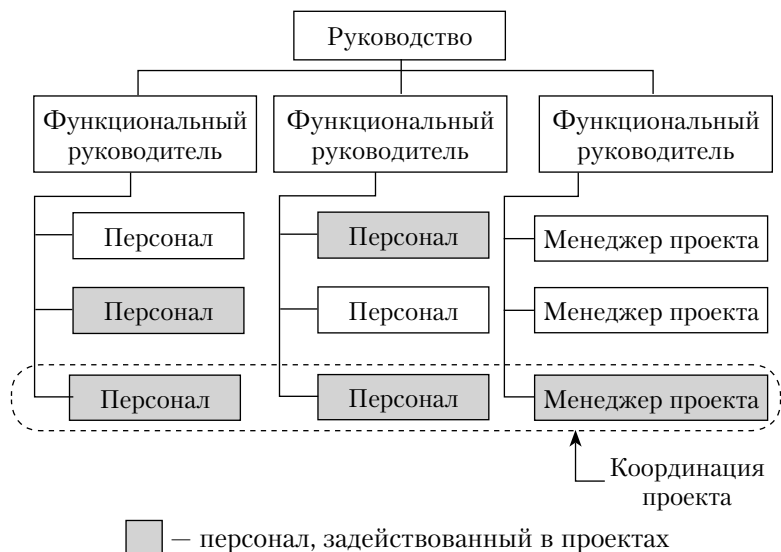 Руководство
Функциональный
руководитель
Функциональный
руководитель
Функциональный
руководитель
Персонал
Персонал
Менеджер проекта
Персонал
Персонал
Менеджер проекта
Персонал
Персонал
Менеджер проекта
Координация
проекта
— персонал, задействованный в проектах